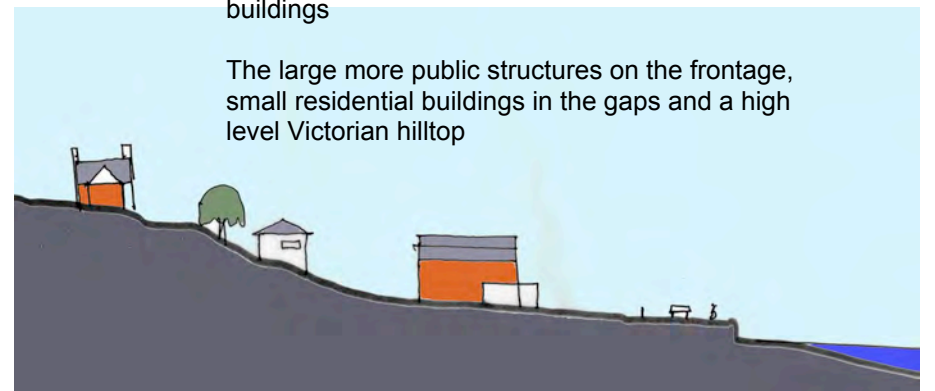 buildings
The large more public structures on the frontage,
small residential buildings in the gaps and a high
level Victorian hilltop